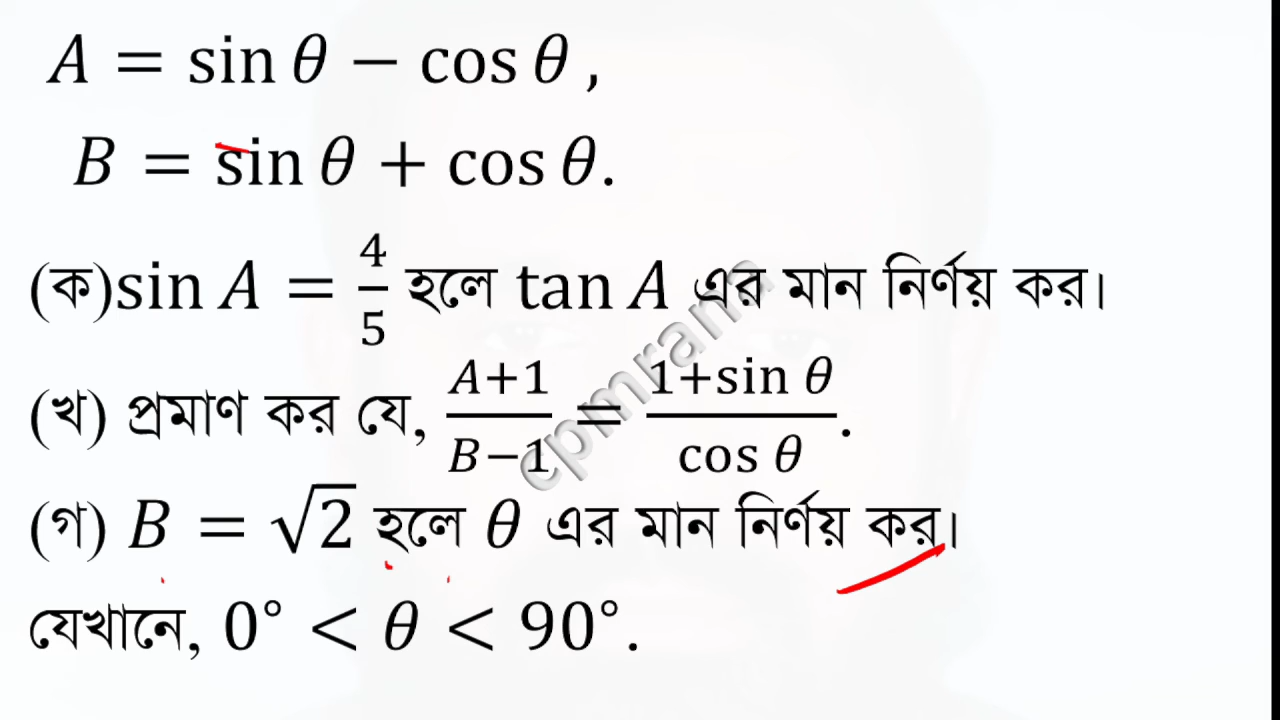 A = sin θ − cos θ ,
B = sin θ + cos θ.
(ক)sin A = 4/5 হলে tan A এর মান নির্ণয় কর।
(খ) প্রমাণ কর যে, (A+1)/(B−1) = (1+sin θ)/(cos θ).
(গ) B = √2 হলে θ এর মান নির্ণয় কর।
যেখানে, 0° < θ < 90°.
cpmrana